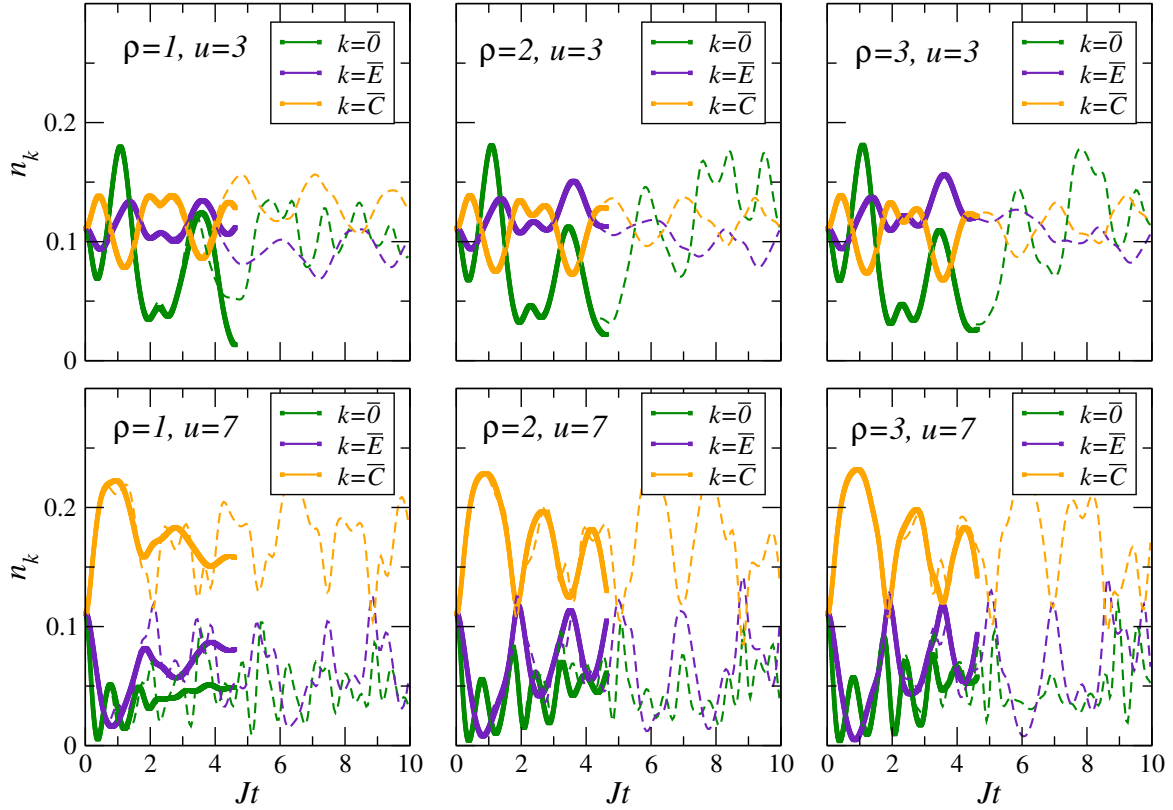 ρ=1, u=3
k=0̅
k=E̅
k=C̅
ρ=2, u=3
k=0̅
k=E̅
k=C̅
ρ=3, u=3
k=0̅
k=E̅
k=C̅
n_k
0.2
0.1
0
ρ=1, u=7
k=0̅
k=E̅
k=C̅
ρ=2, u=7
k=0̅
k=E̅
k=C̅
ρ=3, u=7
k=0̅
k=E̅
k=C̅
n_k
0.2
0.1
0
0 2 4 6 8 10
0 2 4 6 8 10
0 2 4 6 8 10
Jt
Jt
Jt